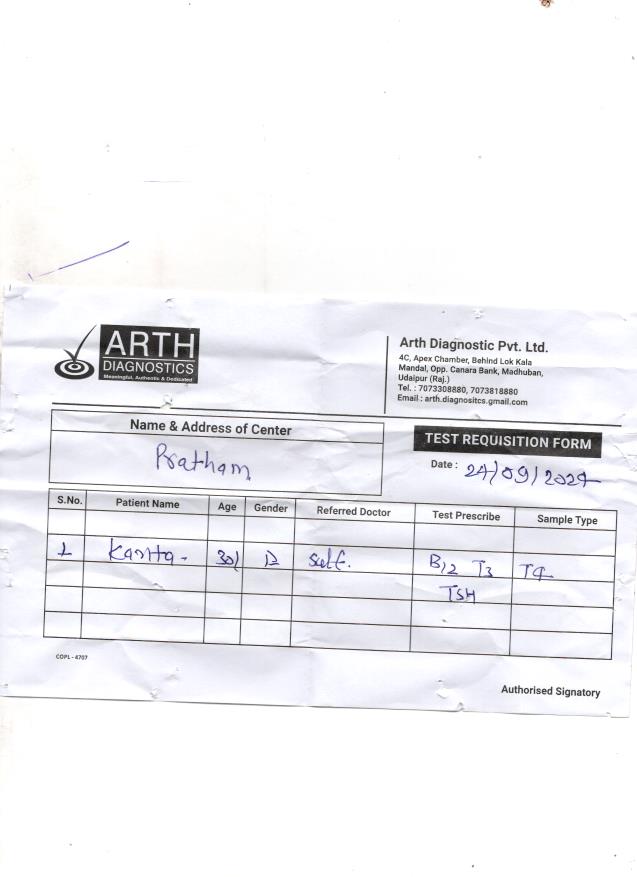 ARTH
DIAGNOSTICS
Meaningful, Authentic & Dedicated
Arth Diagnostic Pvt. Ltd.
4C, Apex Chamber, Behind Lok Kala
Mandal, Opp. Canara Bank, Madhuban,
Udaipur (Raj.)
Tel. : 7073308880, 7073818880
Email : arth.diagnositcs.gmail.com
Name & Address of Center
Pratham
TEST REQUISITION FORM
Date : 24/09/2024
S.No. Patient Name Age Gender Referred Doctor Test Prescribe Sample Type
1 30/ Self. B12 T3 T4
TSH
COPL - 4707
Authorised Signatory